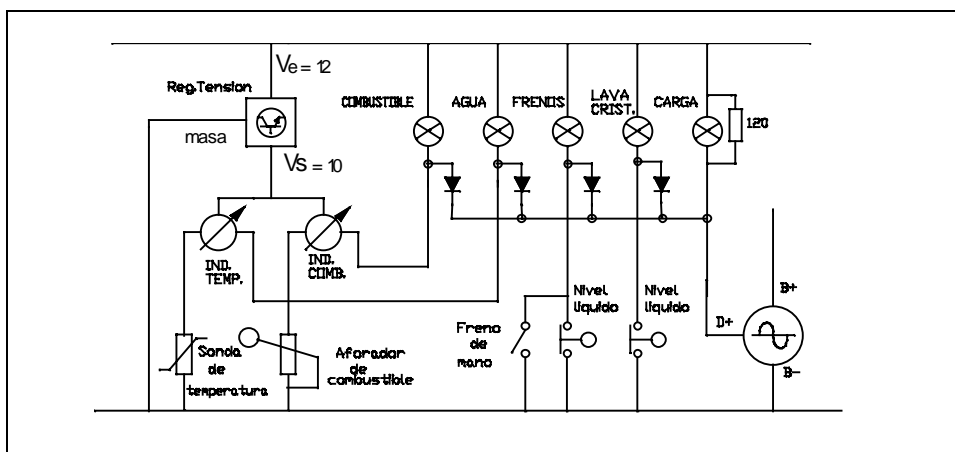 Ve = 12
Reg.Tension
masa
Vs = 10
COMBUSTIBLE
AGUA
FRENOS
LAVA
CRIST.
CARGA
120
IND.
TEMP.
IND.
COMB.
Sonda
de
temperatura
Aforador
de
combustible
Freno
de
mano
Nivel
liquido
Nivel
liquido
D+
B+
B-